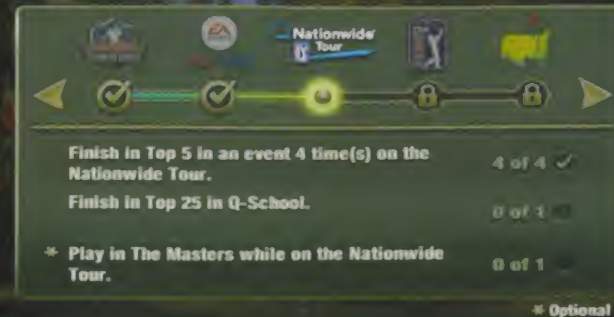 EA
Nationwide
Tour
Finish in Top 5 in an event 4 time(s) on the
Nationwide Tour.
4 of 4
Finish in Top 25 in Q-School.
0 of 1
* Play in The Masters while on the Nationwide
Tour.
0 of 1
* Optional